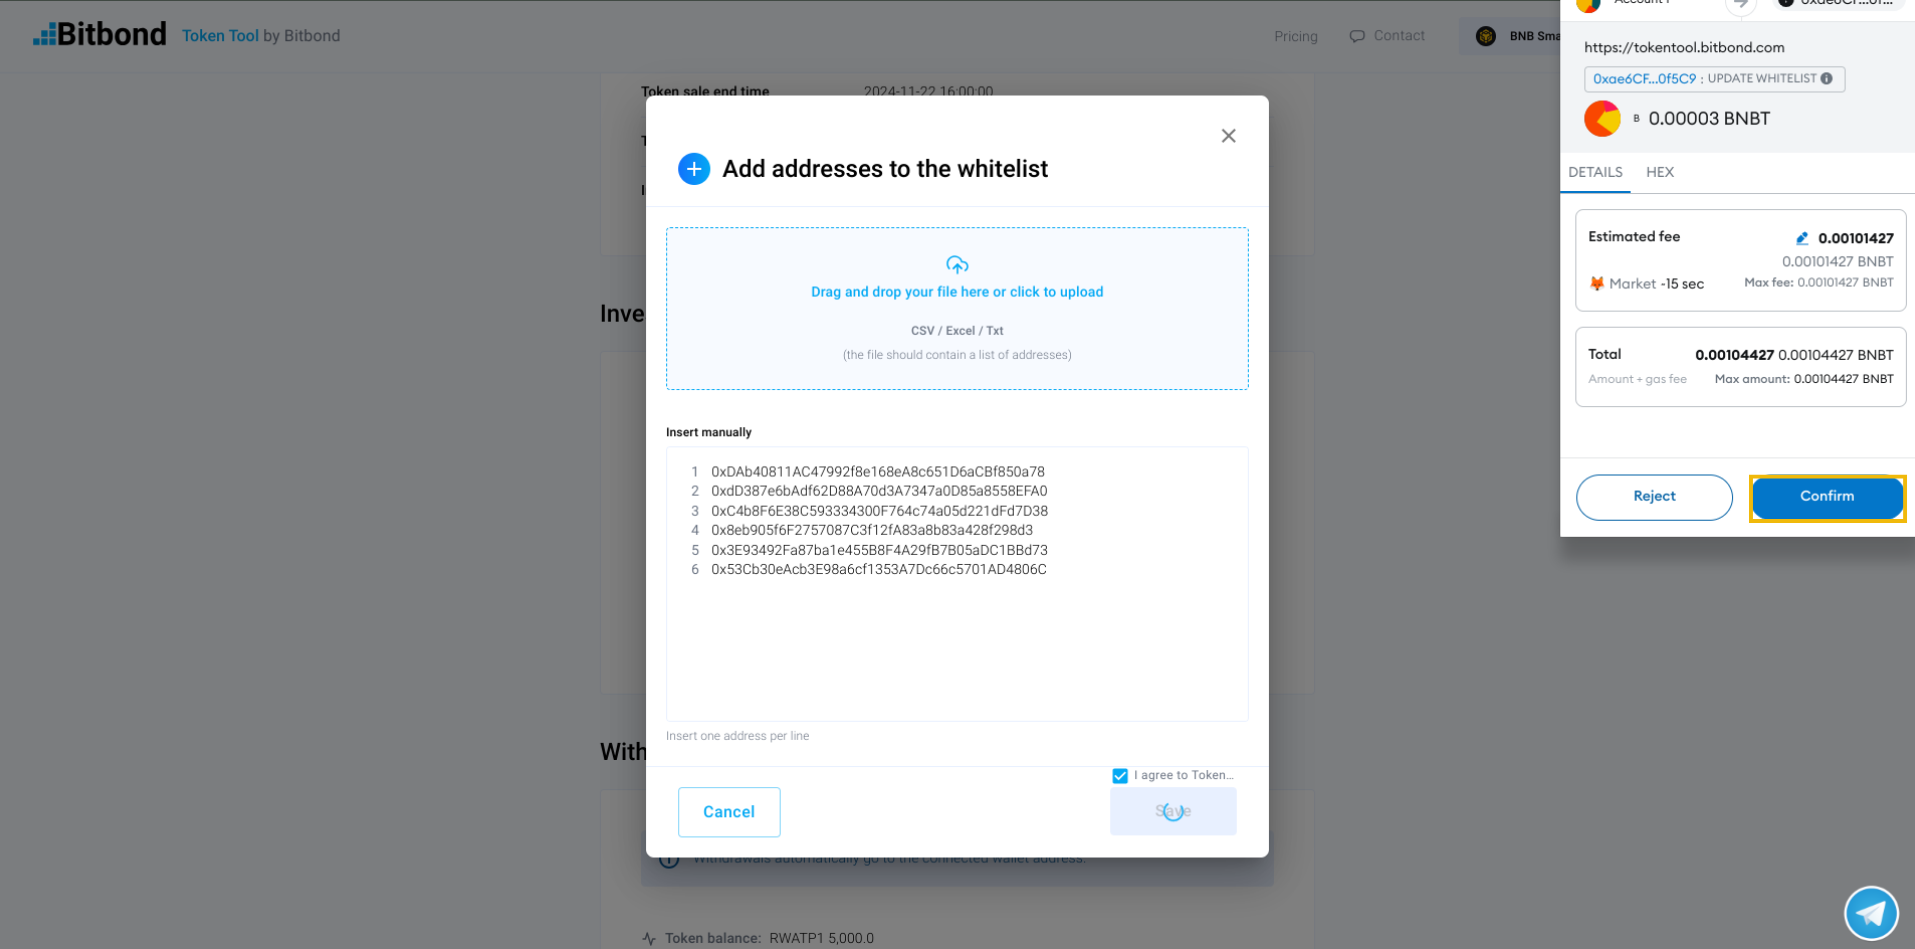 Bitbond Token Tool by Bitbond
Pricing
Contact
BNB Sma
Token sale end time 2024-11-22 16:00:00
Add addresses to the whitelist
Drag and drop your file here or click to upload
CSV / Excel / Txt
(the file should contain a list of addresses)
Inve
Insert manually
1 0xDAb40811AC47992f8e168eA8c651D6aCBf850a78
2 0xdD387e6bAdf62D88A70d3A7347a0D85a8558EFA0
3 0xC4b8F6E38C593334300F764c74a05d221dFd7D38
4 0x8eb905f6F2757087C3f12fA83a8b83a428f298d3
5 0x3E93492Fa87ba1e455B8F4A29fB7B05aDC1BBd73
6 0x53Cb30eAcb3E98a6cf1353A7Dc66c5701AD4806C
Insert one address per line
With
I agree to Token...
Cancel
Save
Withdrawals automatically go to the connected wallet address.
Token balance: RWATP1 5,000.0
https://tokentool.bitbond.com
0xae6CF...0f5C9 : UPDATE WHITELIST
B 0.00003 BNBT
DETAILS HEX
Estimated fee 0.00101427
0.00101427 BNBT
Market ~15 sec Max fee: 0.00101427 BNBT
Total 0.00104427 0.00104427 BNBT
Amount + gas fee Max amount: 0.00104427 BNBT
Reject
Confirm